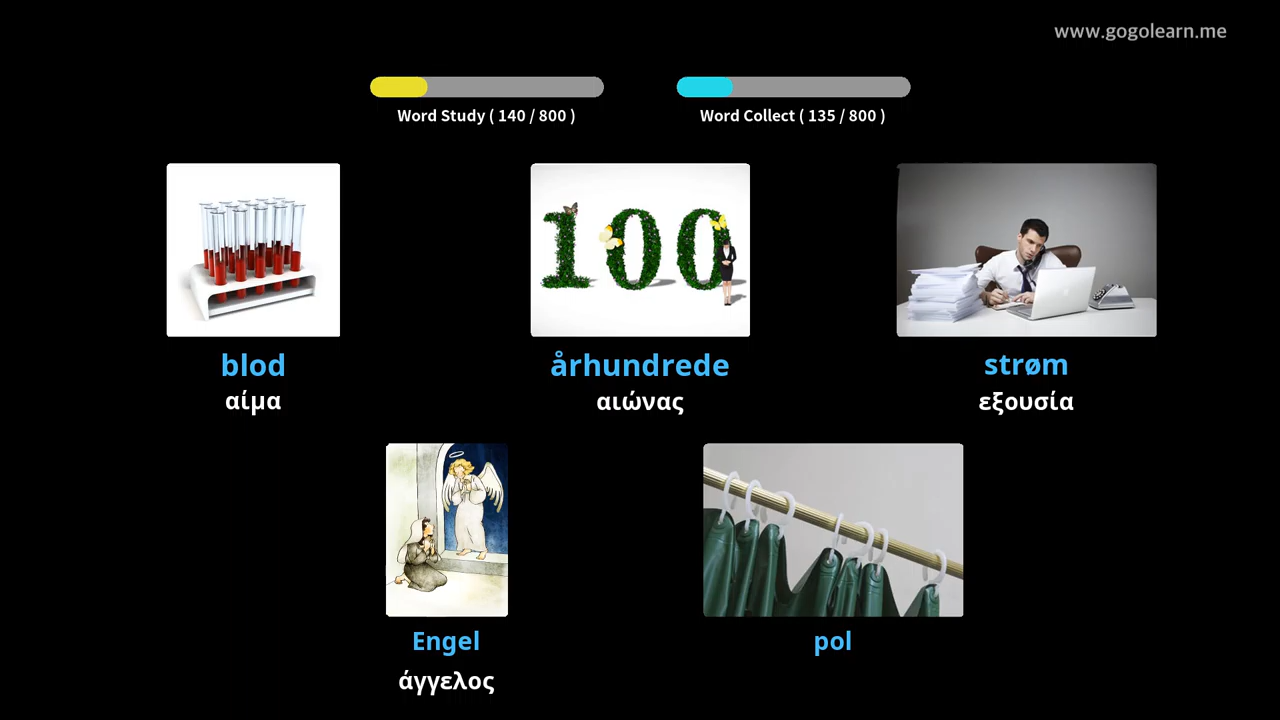 www.gogolearn.me
Word Study ( 140 / 800 )
Word Collect ( 135 / 800 )
100
blod
αίμα
århundrede
αιώνας
strøm
εξουσία
Engel
άγγελος
pol